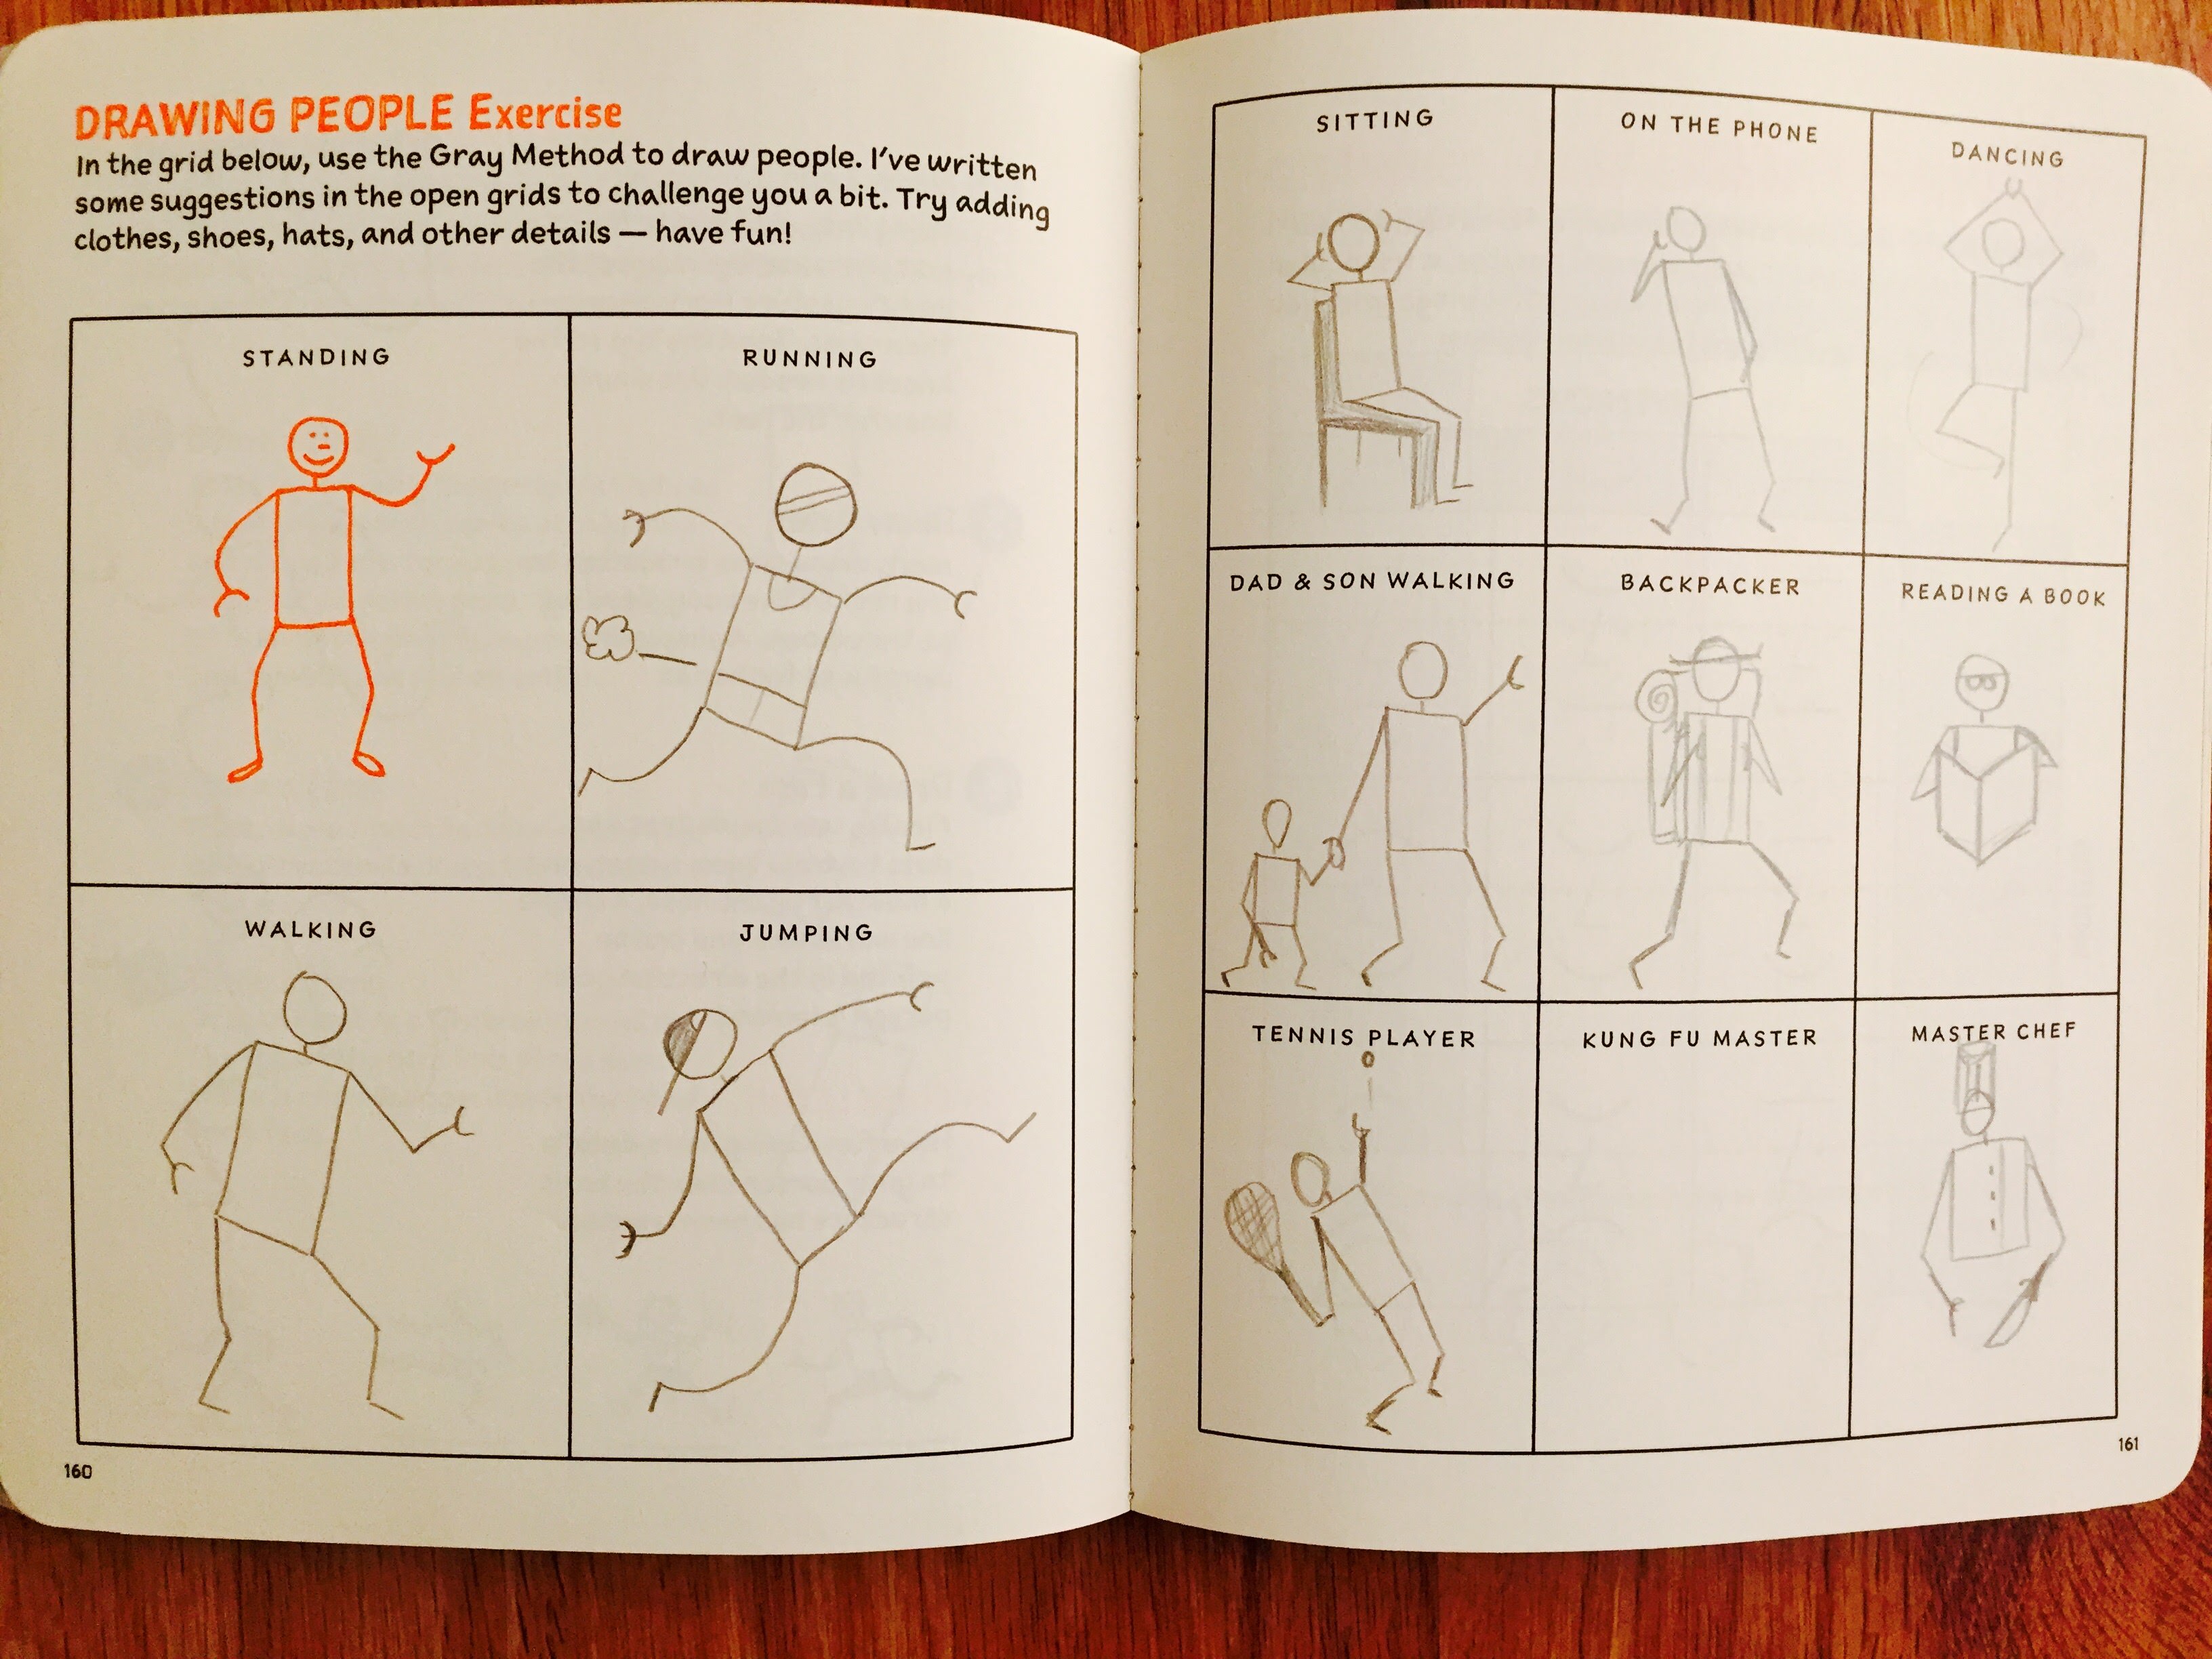 DRAWING PEOPLE Exercise
In the grid below, use the Gray Method to draw people. I've written
some suggestions in the open grids to challenge you a bit. Try adding
clothes, shoes, hats, and other details — have fun!
STANDING
RUNNING
WALKING
JUMPING
160
SITTING
ON THE PHONE
DANCING
DAD & SON WALKING
BACKPACKER
READING A BOOK
TENNIS PLAYER
KUNG FU MASTER
MASTER CHEF
161